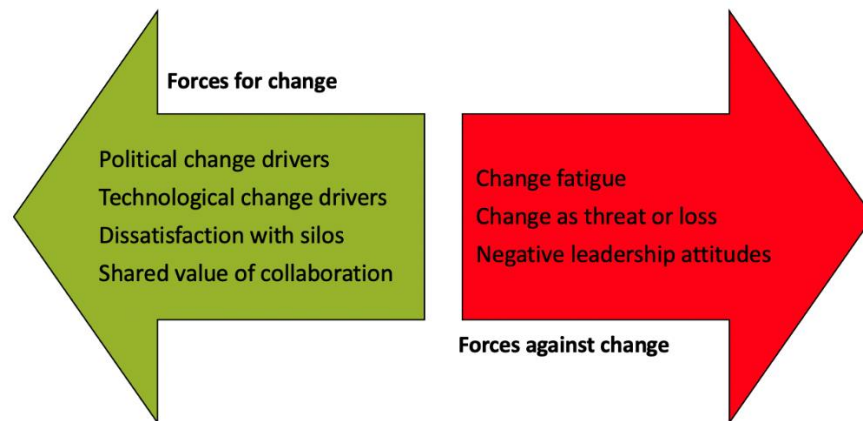 Forces for change
Political change drivers
Technological change drivers
Dissatisfaction with silos
Shared value of collaboration
Change fatigue
Change as threat or loss
Negative leadership attitudes
Forces against change